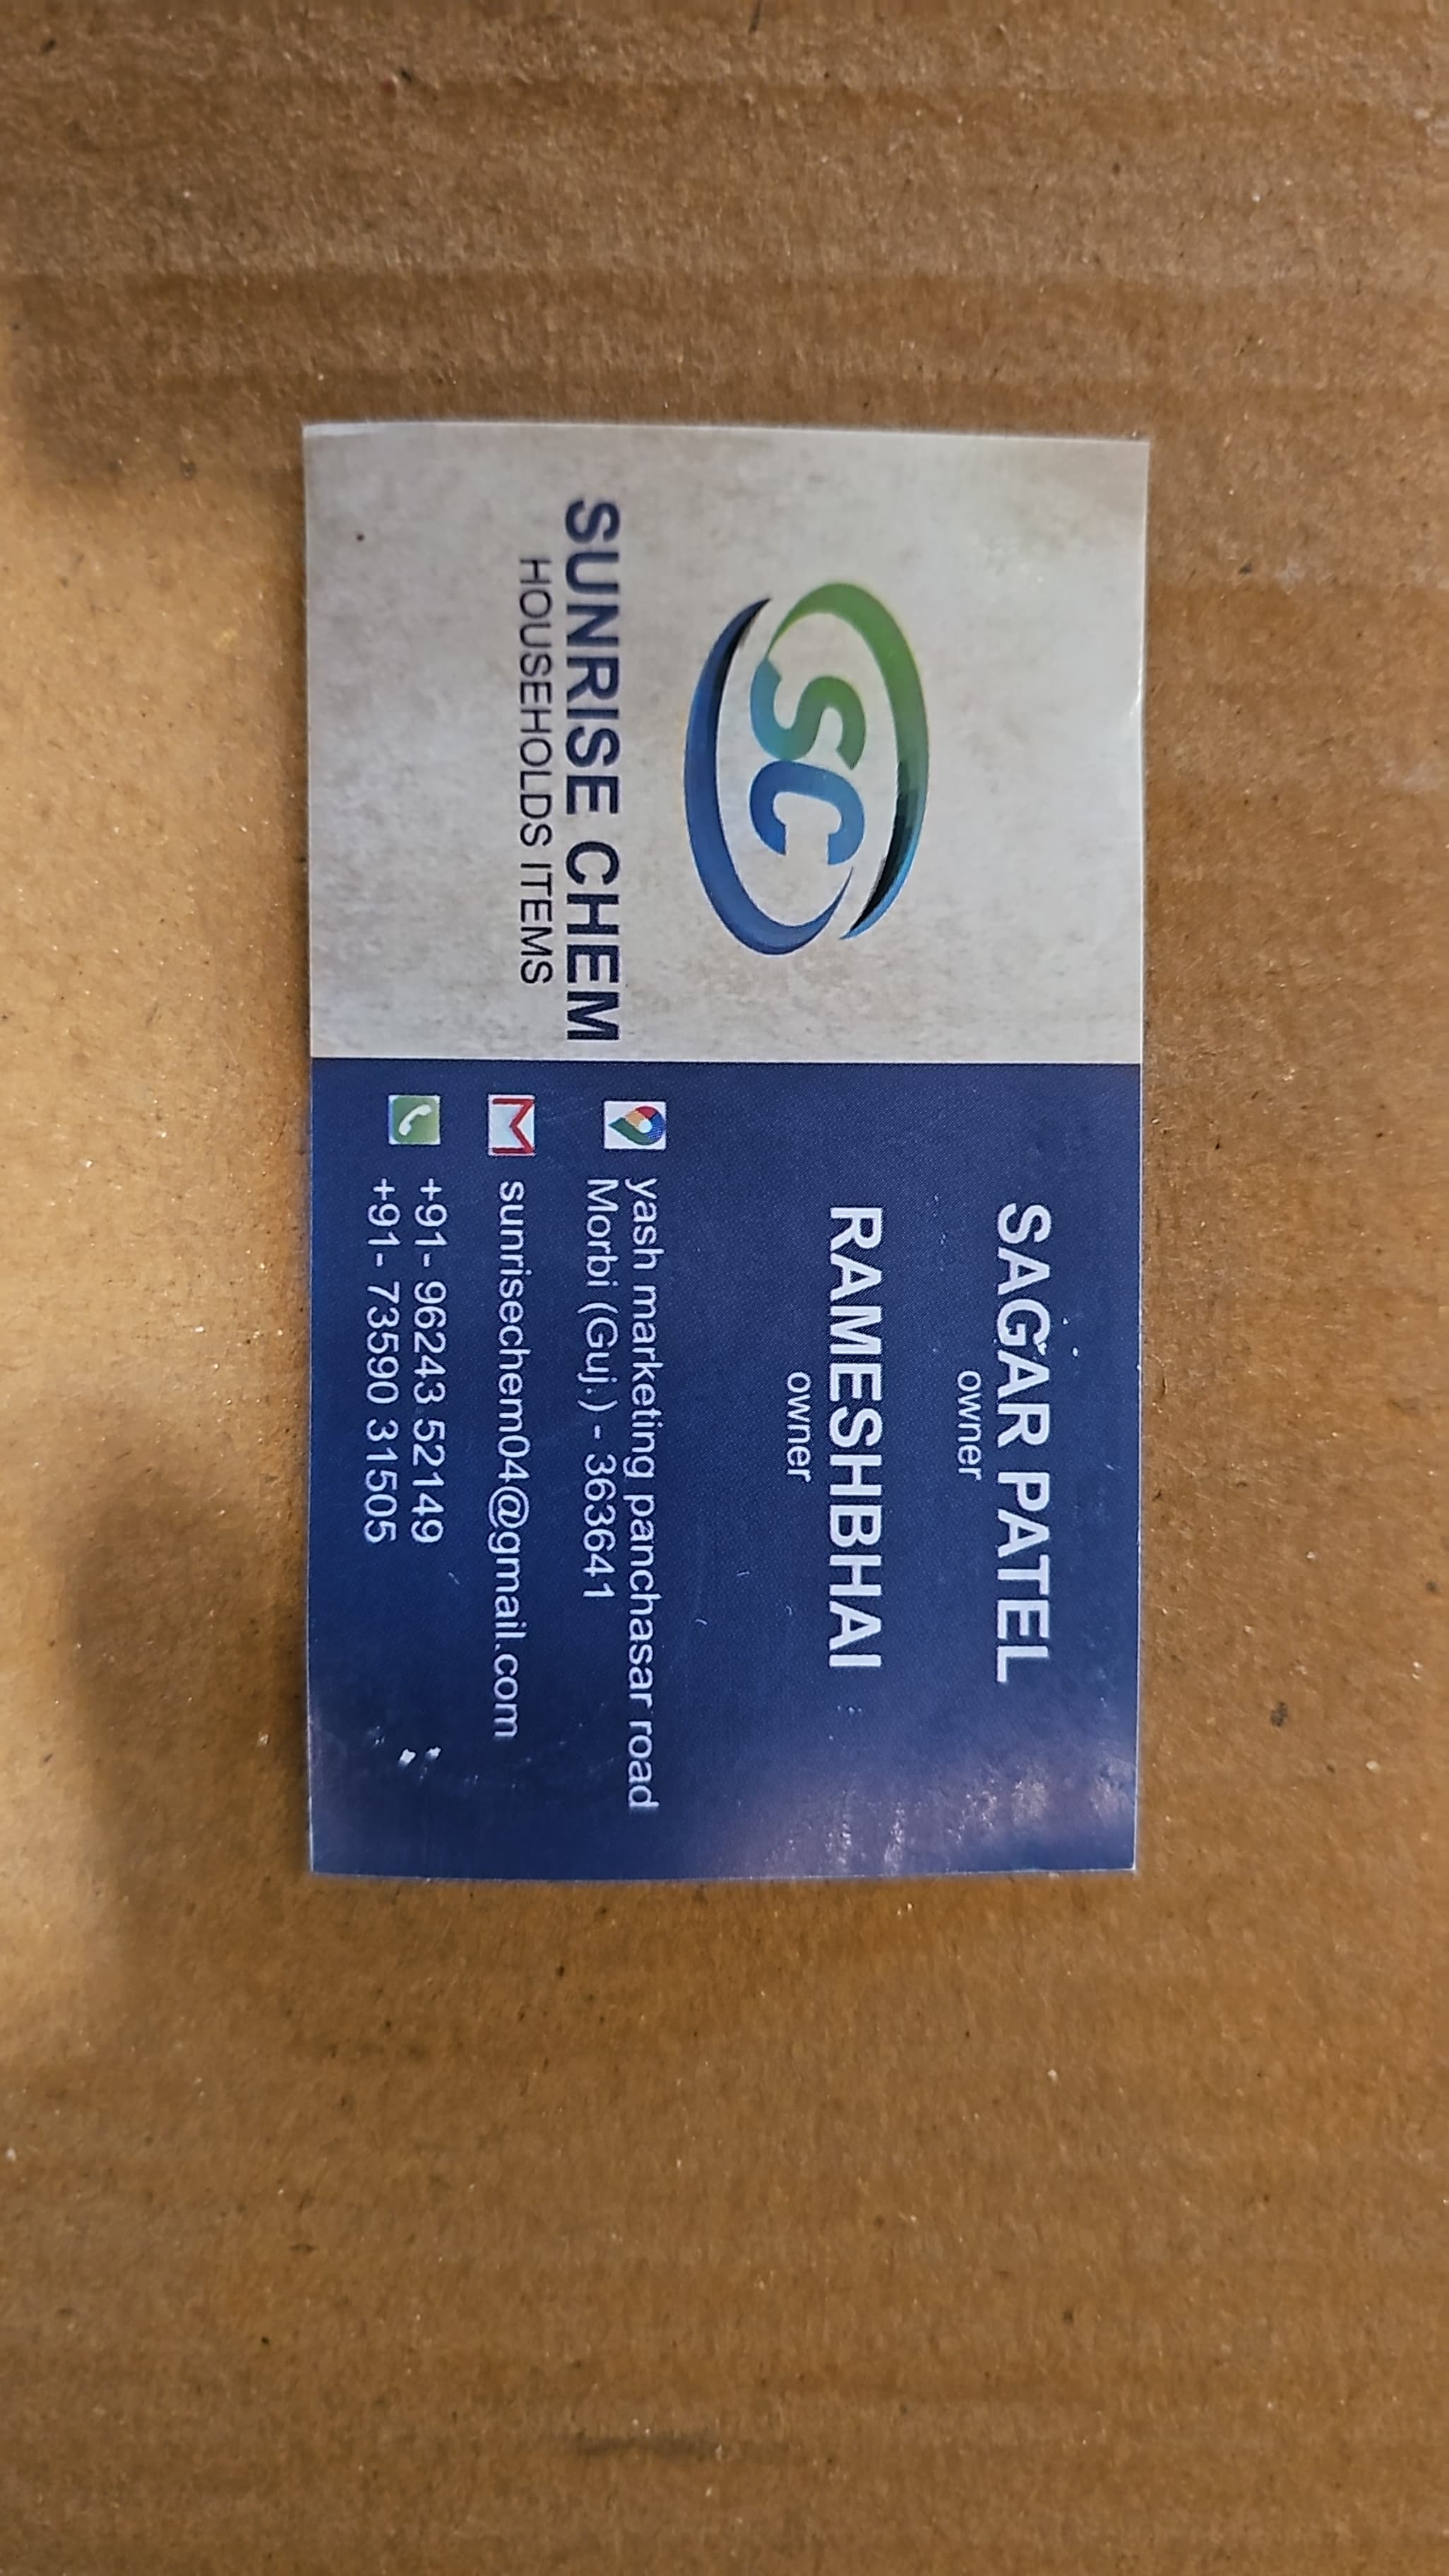 SC
SUNRISE CHEM
HOUSEHOLDS ITEMS
SAGAR PATEL
owner
RAMESHBHAI
owner
yash marketing panchasar road
Morbi (Guj.) - 363641
sunrisechem04@gmail.com
+91- 96243 52149
+91- 73590 31505